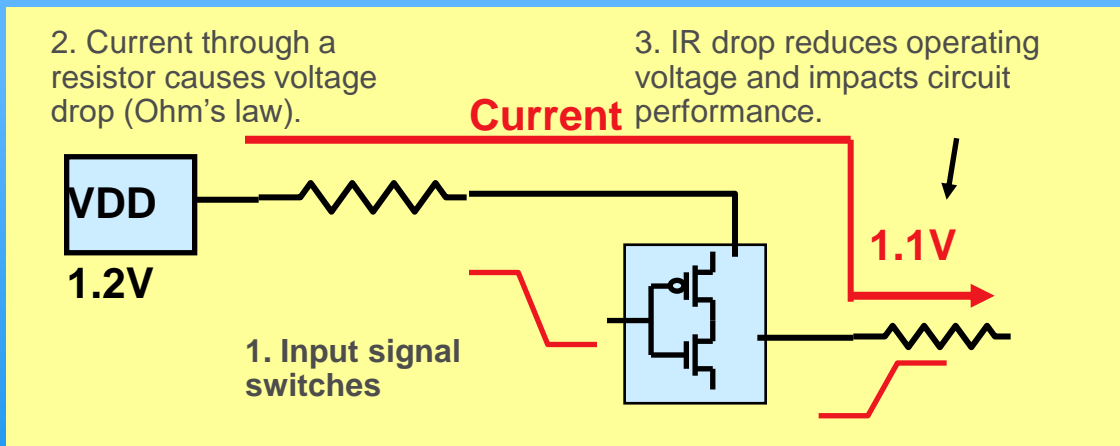 2. Current through a
resistor causes voltage
drop (Ohm's law).
3. IR drop reduces operating
voltage and impacts circuit
performance.
Current
VDD
1.2V
1.1V
1. Input signal
switches